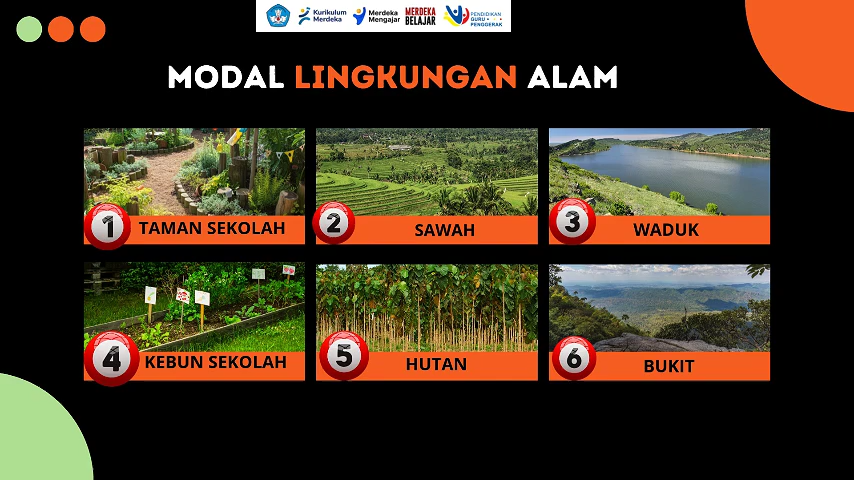 Kurikulum
Merdeka
Merdeka
Mengajar
MERDEKA
BELAJAR
PENDIDIKAN
GURU
PENGGERAK
MODAL LINGKUNGAN ALAM
1 TAMAN SEKOLAH
2 SAWAH
3 WADUK
4 KEBUN SEKOLAH
5 HUTAN
6 BUKIT